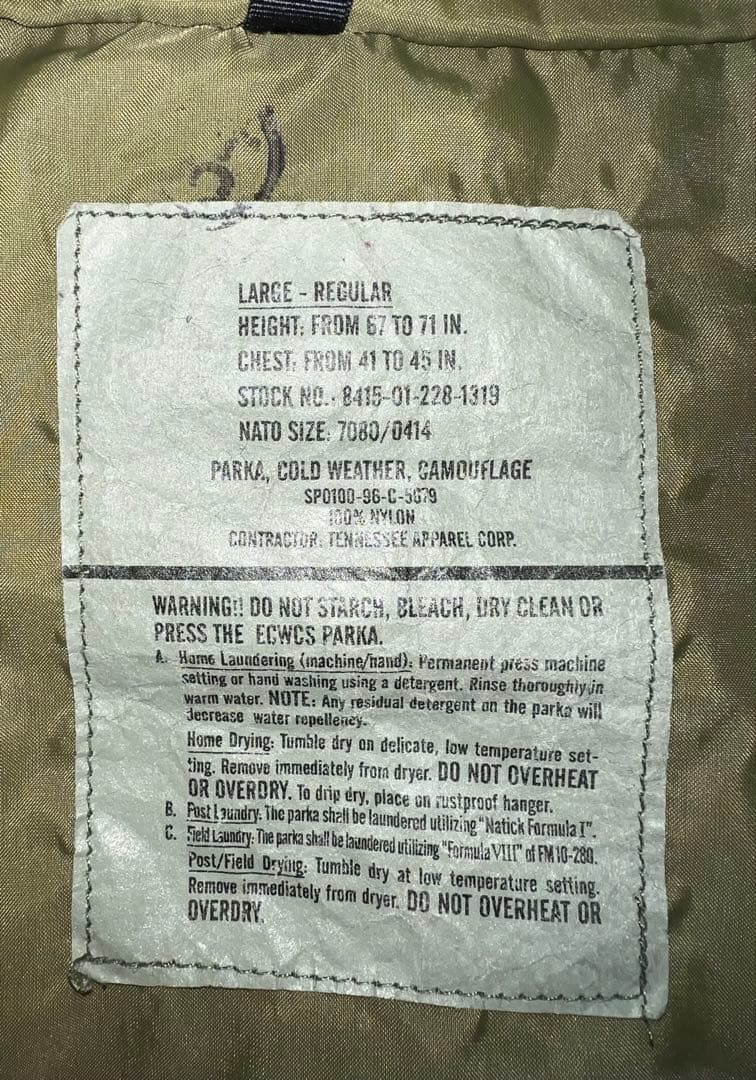 LARGE - REGULAR
HEIGHT: FROM 67 TO 71 IN.
CHEST: FROM 41 TO 45 IN.
STOCK NO.: 8415-01-228-1319
NATO SIZE: 7080/0414
PARKA, COLD WEATHER, CAMOUFLAGE
SPO100-96-C-5079
100% NYLON
CONTRACTOR: TENNESSEE APPAREL CORP.
WARNING!! DO NOT STARCH, BLEACH, DRY CLEAN OR
PRESS THE ECWCS PARKA.
A. Home Laundering (machine/hand): Permanent press machine
setting or hand washing using a detergent. Rinse thoroughly in
warm water. NOTE: Any residual detergent on the parka will
decrease water repellency.
Home Drying: Tumble dry on delicate, low temperature set-
ting. Remove immediately from dryer. DO NOT OVERHEAT
OR OVERDRY. To drip dry, place on rustproof hanger.
B. Post Laundry: The parka shall be laundered utilizing "Natick Formula I".
C. Field Laundry: The parka shall be laundered utilizing "Formula VIII" of FM 10-280.
Post/Field Drying: Tumble dry at low temperature setting.
Remove immediately from dryer. DO NOT OVERHEAT OR
OVERDRY.